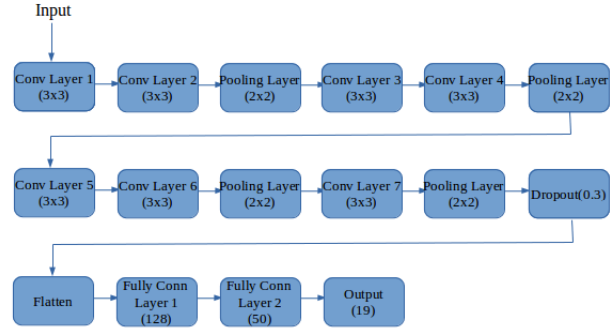 Input
Conv Layer 1
(3x3)
Conv Layer 2
(3x3)
Pooling Layer
(2x2)
Conv Layer 3
(3x3)
Conv Layer 4
(3x3)
Pooling Layer
(2x2)
Conv Layer 5
(3x3)
Conv Layer 6
(3x3)
Pooling Layer
(2x2)
Conv Layer 7
(3x3)
Pooling Layer
(2x2)
Dropout(0.3)
Flatten
Fully Conn
Layer 1
(128)
Fully Conn
Layer 2
(50)
Output
(19)